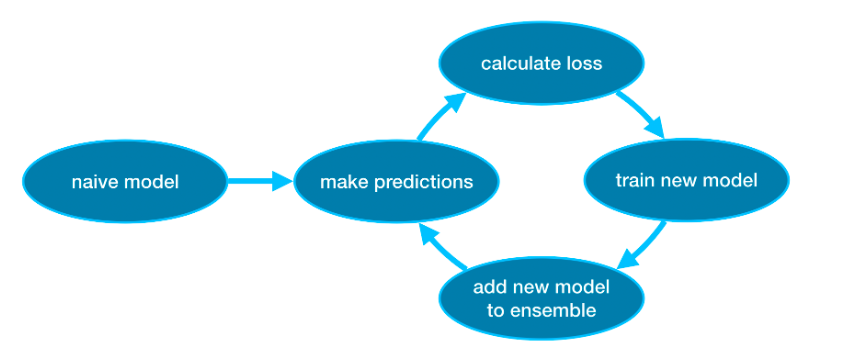 calculate loss
naive model
make predictions
train new model
add new model
to ensemble